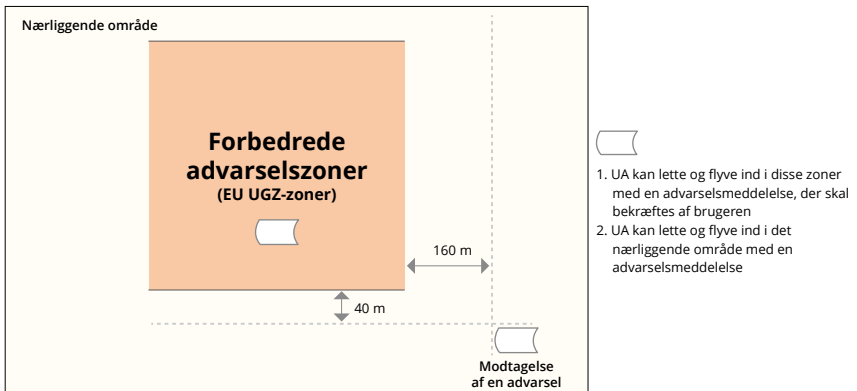 Nærliggende område
Forbedrede
advarselszoner
(EU UGZ-zoner)
160 m
40 m
Modtagelse
af en advarsel
1. UA kan lette og flyve ind i disse zoner
med en advarselsmeddelelse, der skal
bekræftes af brugeren
2. UA kan lette og flyve ind i det
nærliggende område med en
advarselsmeddelelse